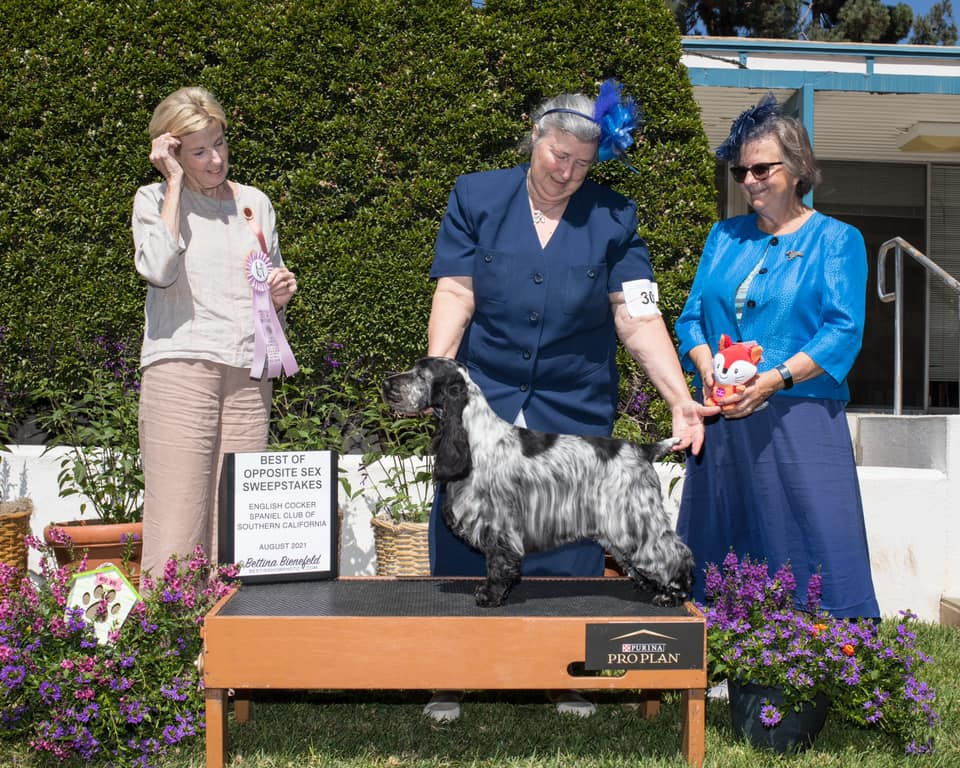 BEST OF
OPPOSITE SEX
SWEEPSTAKES
ENGLISH COCKER
SPANIEL CLUB OF
SOUTHERN CALIFORNIA
AUGUST 2021
Bettina Bienefeld
30
PURINA
PRO PLAN